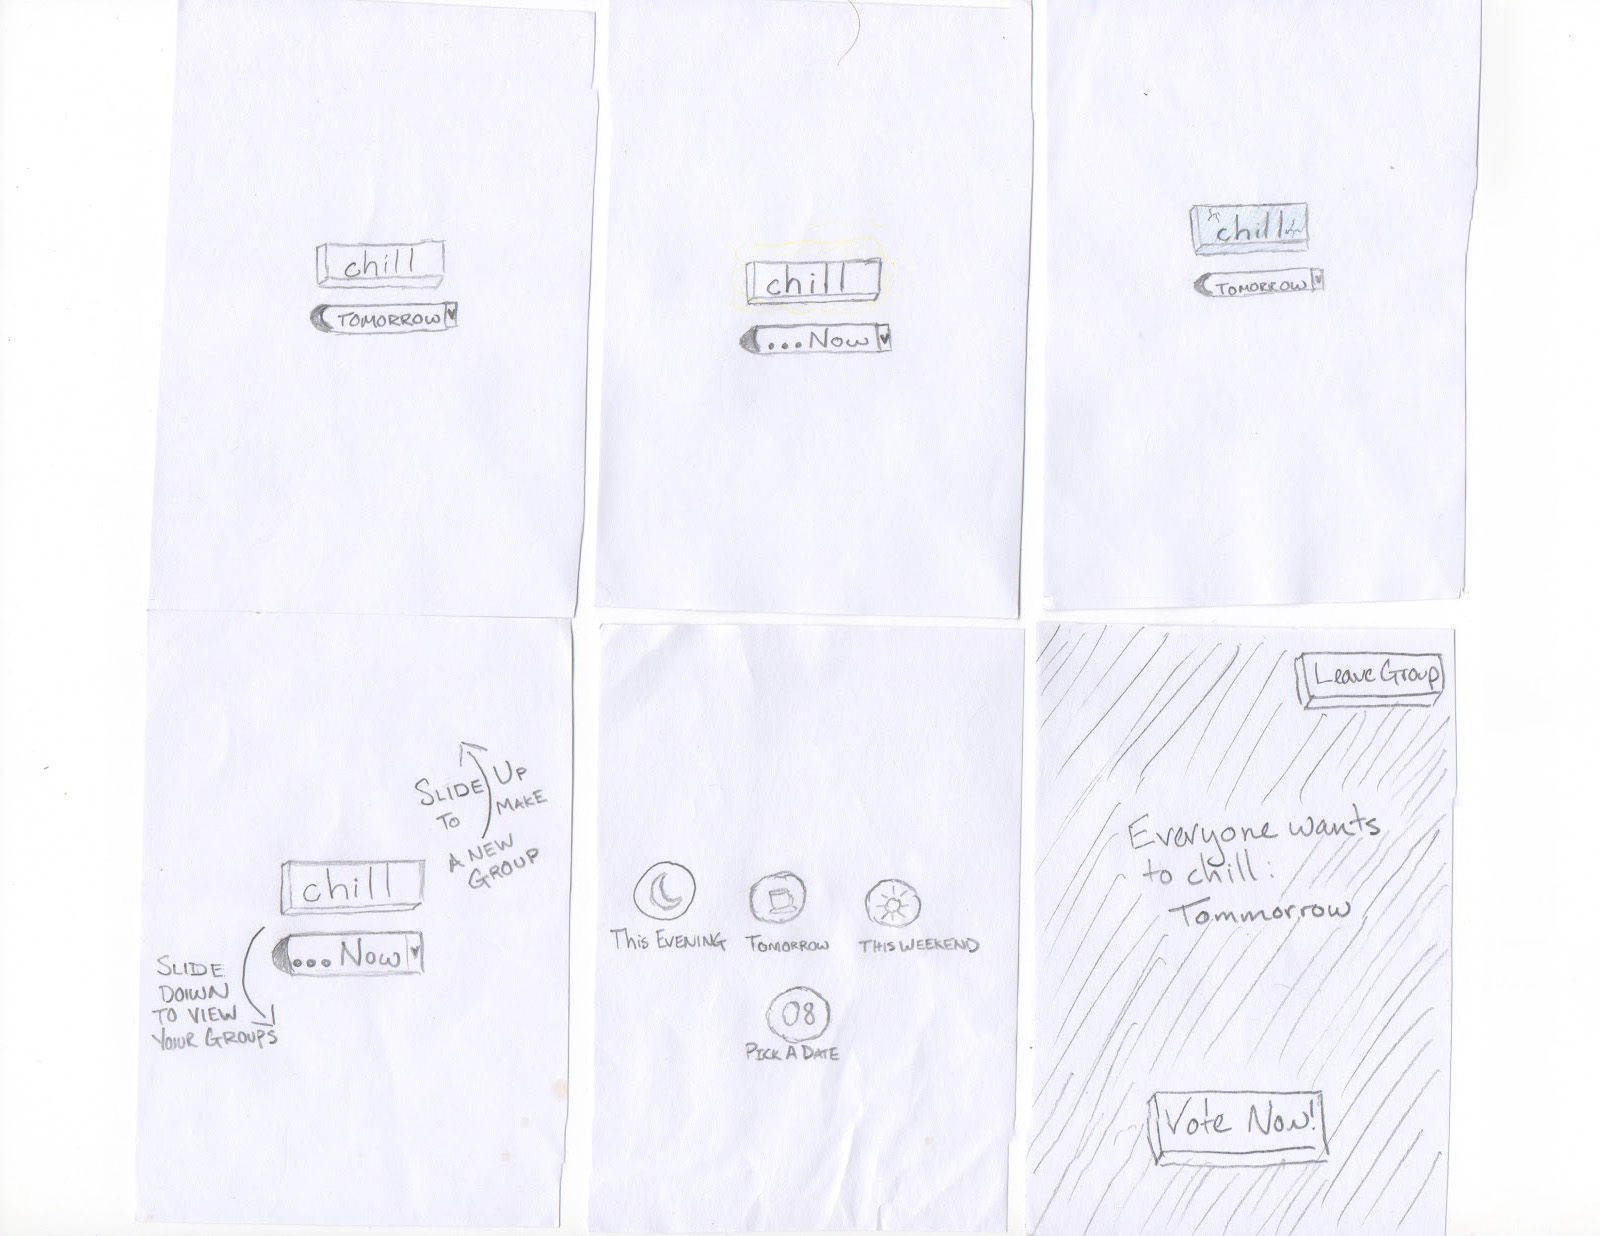 chill
TOMORROW
chill
...Now
chill
TOMORROW
SLIDE UP
TO MAKE
A NEW
GROUP
chill
...Now
SLIDE
DOIWN
TO VIEW
YOUR GROUPS
This EVENING
TOMORROW
THIS WEEKEND
08
PICK A DATE
Leave Group
Everyone wants
to chill:
Tommorrow
Vote Now!